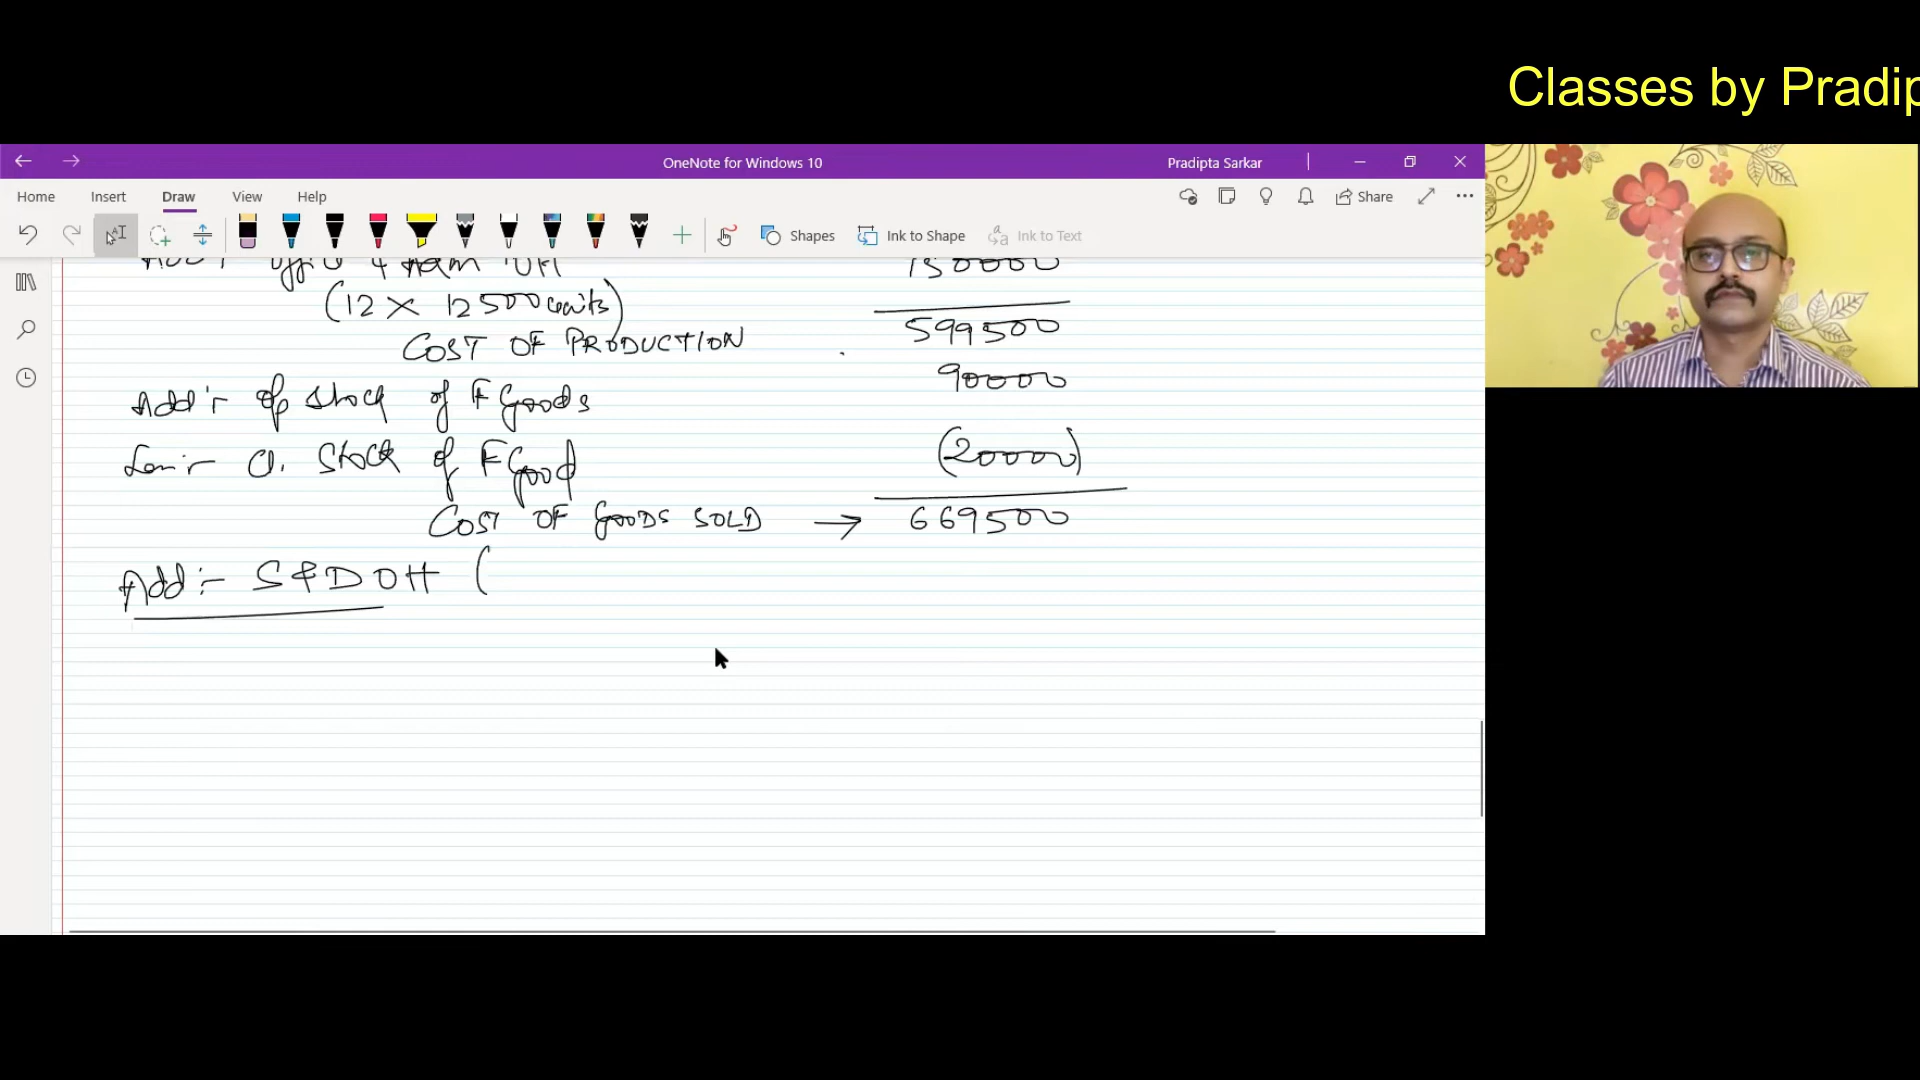 Classes by Pradip
OneNote for Windows 10
Pradipta Sarkar
Home Insert Draw View Help
Share
Shapes Ink to Shape Ink to Text
150000
(12 X 12500 units)
COST OF PRODUCTION 599500
Add:- Op Stock of F Goods 90000
Less:- Cl. Stock of F Good (20000)
COST OF GOODS SOLD → 669500
Add:- S&D OH (